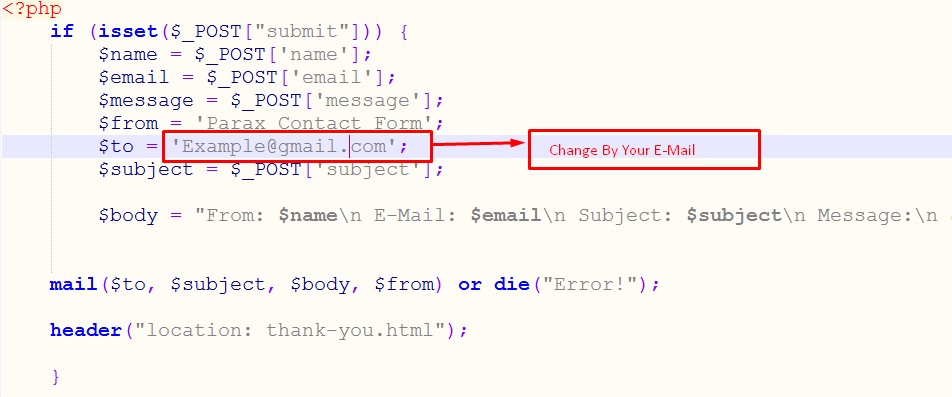 <?php
if (isset($_POST["submit"])) {
$name = $_POST['name'];
$email = $_POST['email'];
$message = $_POST['message'];
$from = 'Parax Contact Form';
$to = 'Example@gmail.com';
Change By Your E-Mail
$subject = $_POST['subject'];
$body = "From: $name\n E-Mail: $email\n Subject: $subject\n Message:\n
mail($to, $subject, $body, $from) or die("Error!");
header("location: thank-you.html");
}